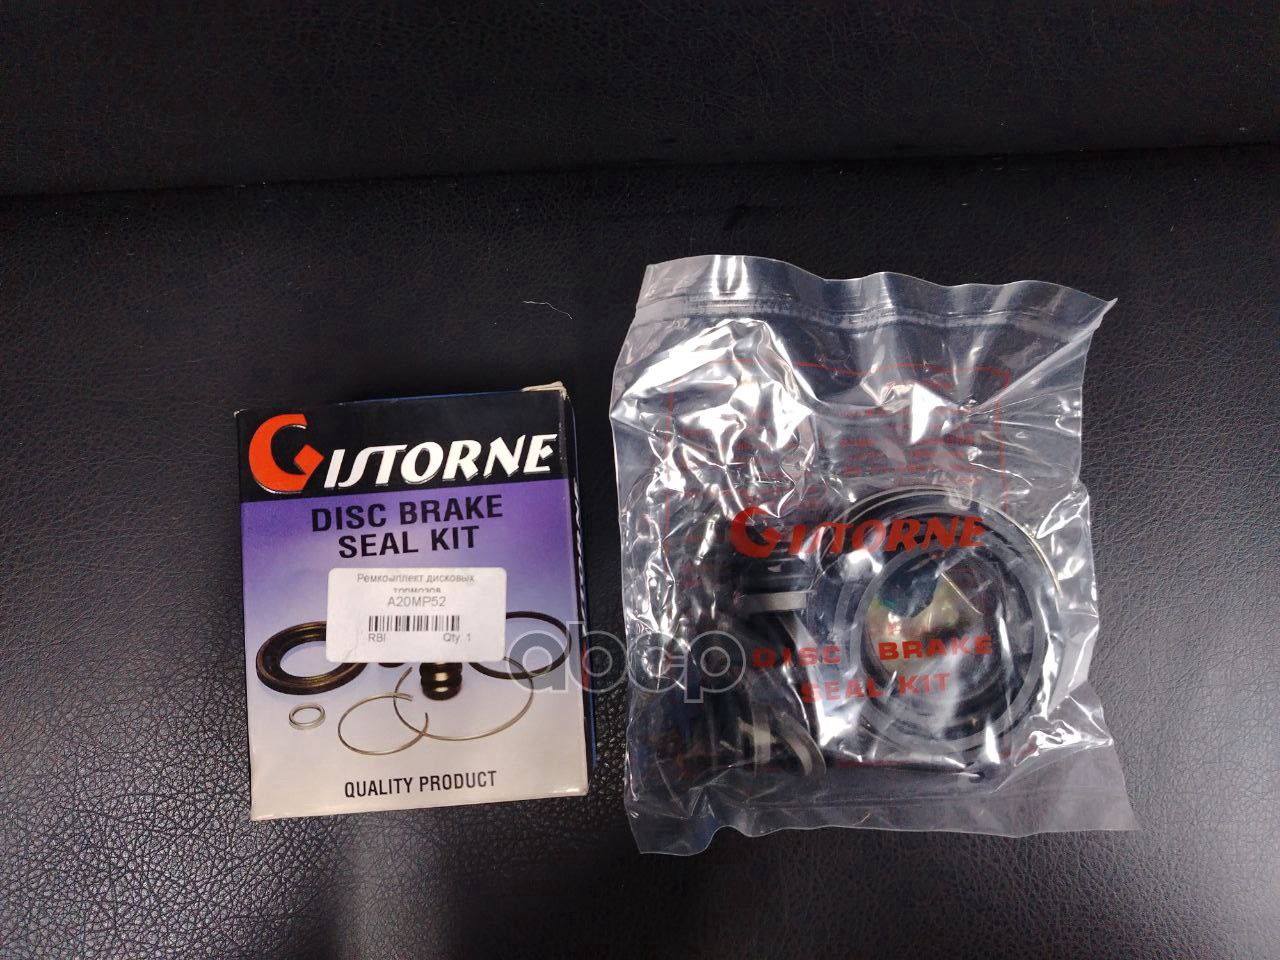 GISTORNE
DISC BRAKE
SEAL KIT
Ремкомплект дисковых
тормозов
A20MP52
RBI Qty. 1
QUALITY PRODUCT
GISTORNE
DISC BRAKE
SEAL KIT
abcp